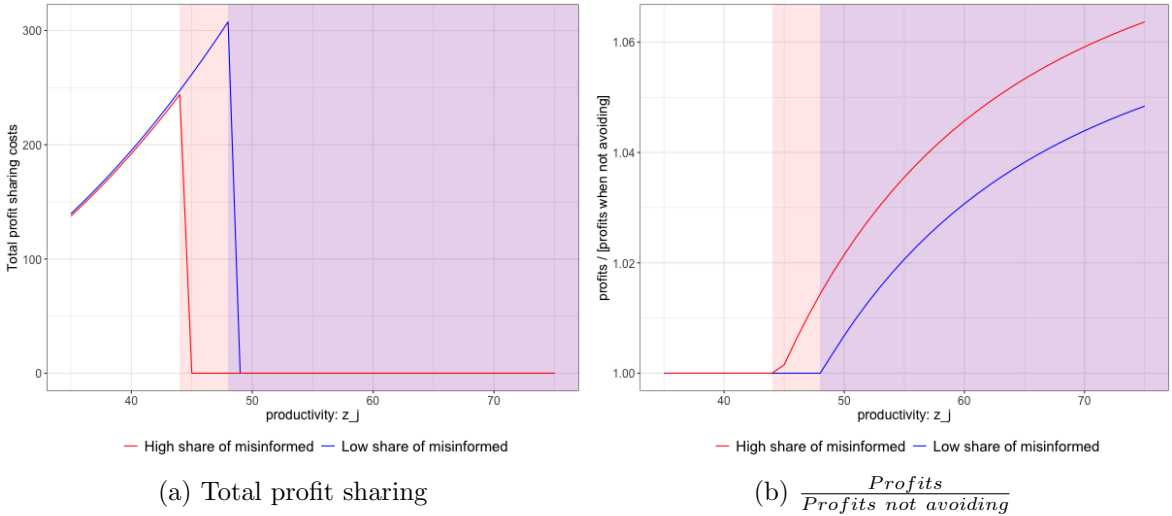 Total profit sharing costs
300
200
100
0
40
50
60
70
productivity: z_j
High share of misinformed
Low share of misinformed
(a) Total profit sharing
profits / [profits when not avoiding]
1.06
1.04
1.02
1.00
40
50
60
70
productivity: z_j
High share of misinformed
Low share of misinformed
(b) Profits
Profits not avoiding